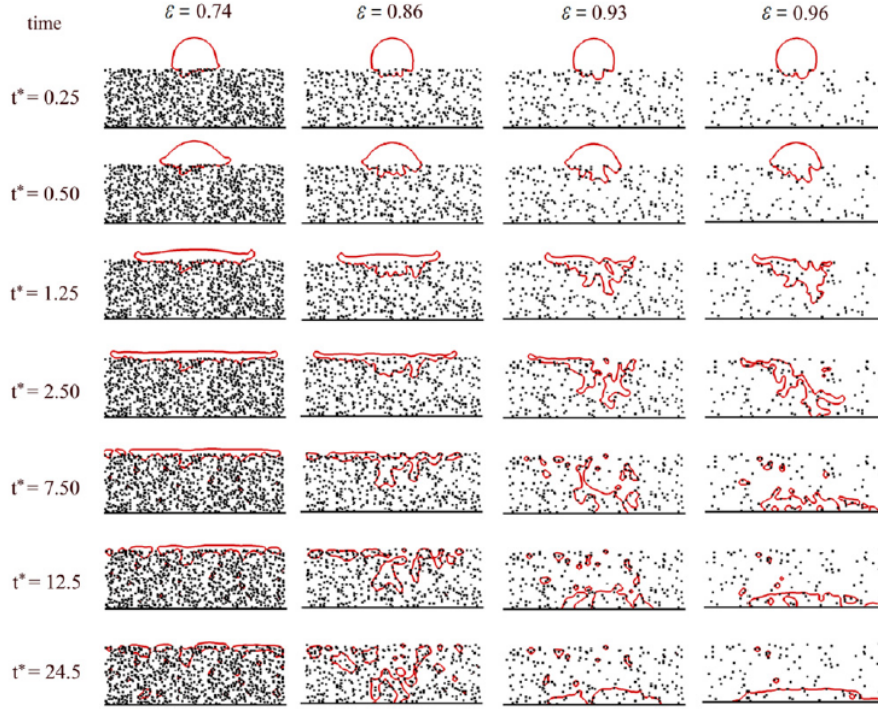 time ε = 0.74 ε = 0.86 ε = 0.93 ε = 0.96
t* = 0.25
t* = 0.50
t* = 1.25
t* = 2.50
t* = 7.50
t* = 12.5
t* = 24.5